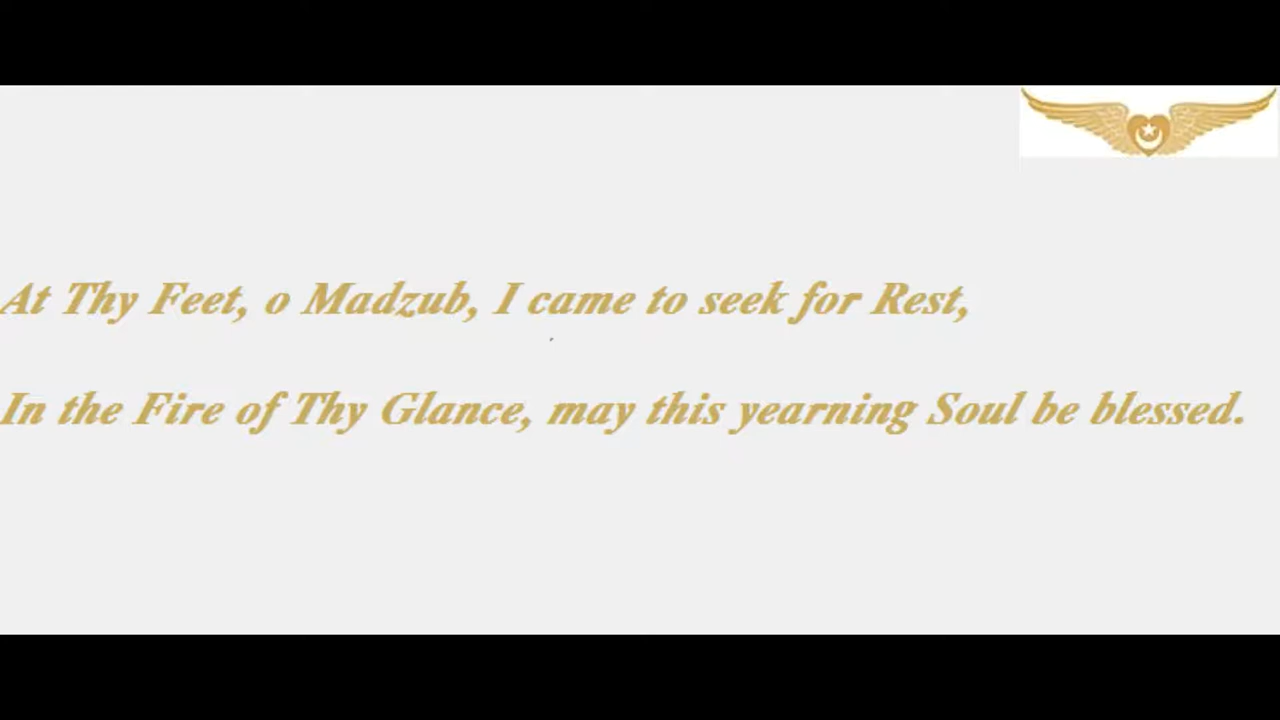 At Thy Feet, o Madzub, I came to seek for Rest,
In the Fire of Thy Glance, may this yearning Soul be blessed.